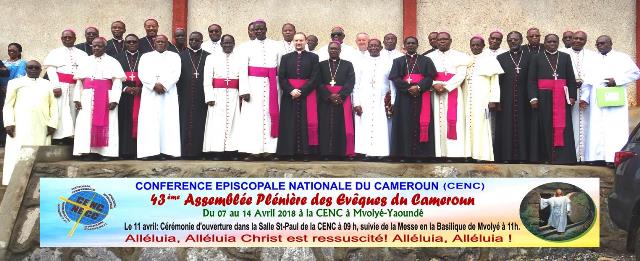 CONFERENCE EPISCOPALE NATIONALE DU CAMEROUN (CENC)
43ème Assemblée Plénière des Evêques du Cameroun
Du 07 au 14 Avril 2018 à la CENC à Mvolyé-Yaoundé
Le 11 avril: Cérémonie d'ouverture dans la Salle St-Paul de la CENC à 09 h, suivie de la Messe en la Basilique de Mvolyé à 11h.
Alléluia, Alléluia Christ est ressuscité! Alléluia, Alléluia !
CENC
NECC